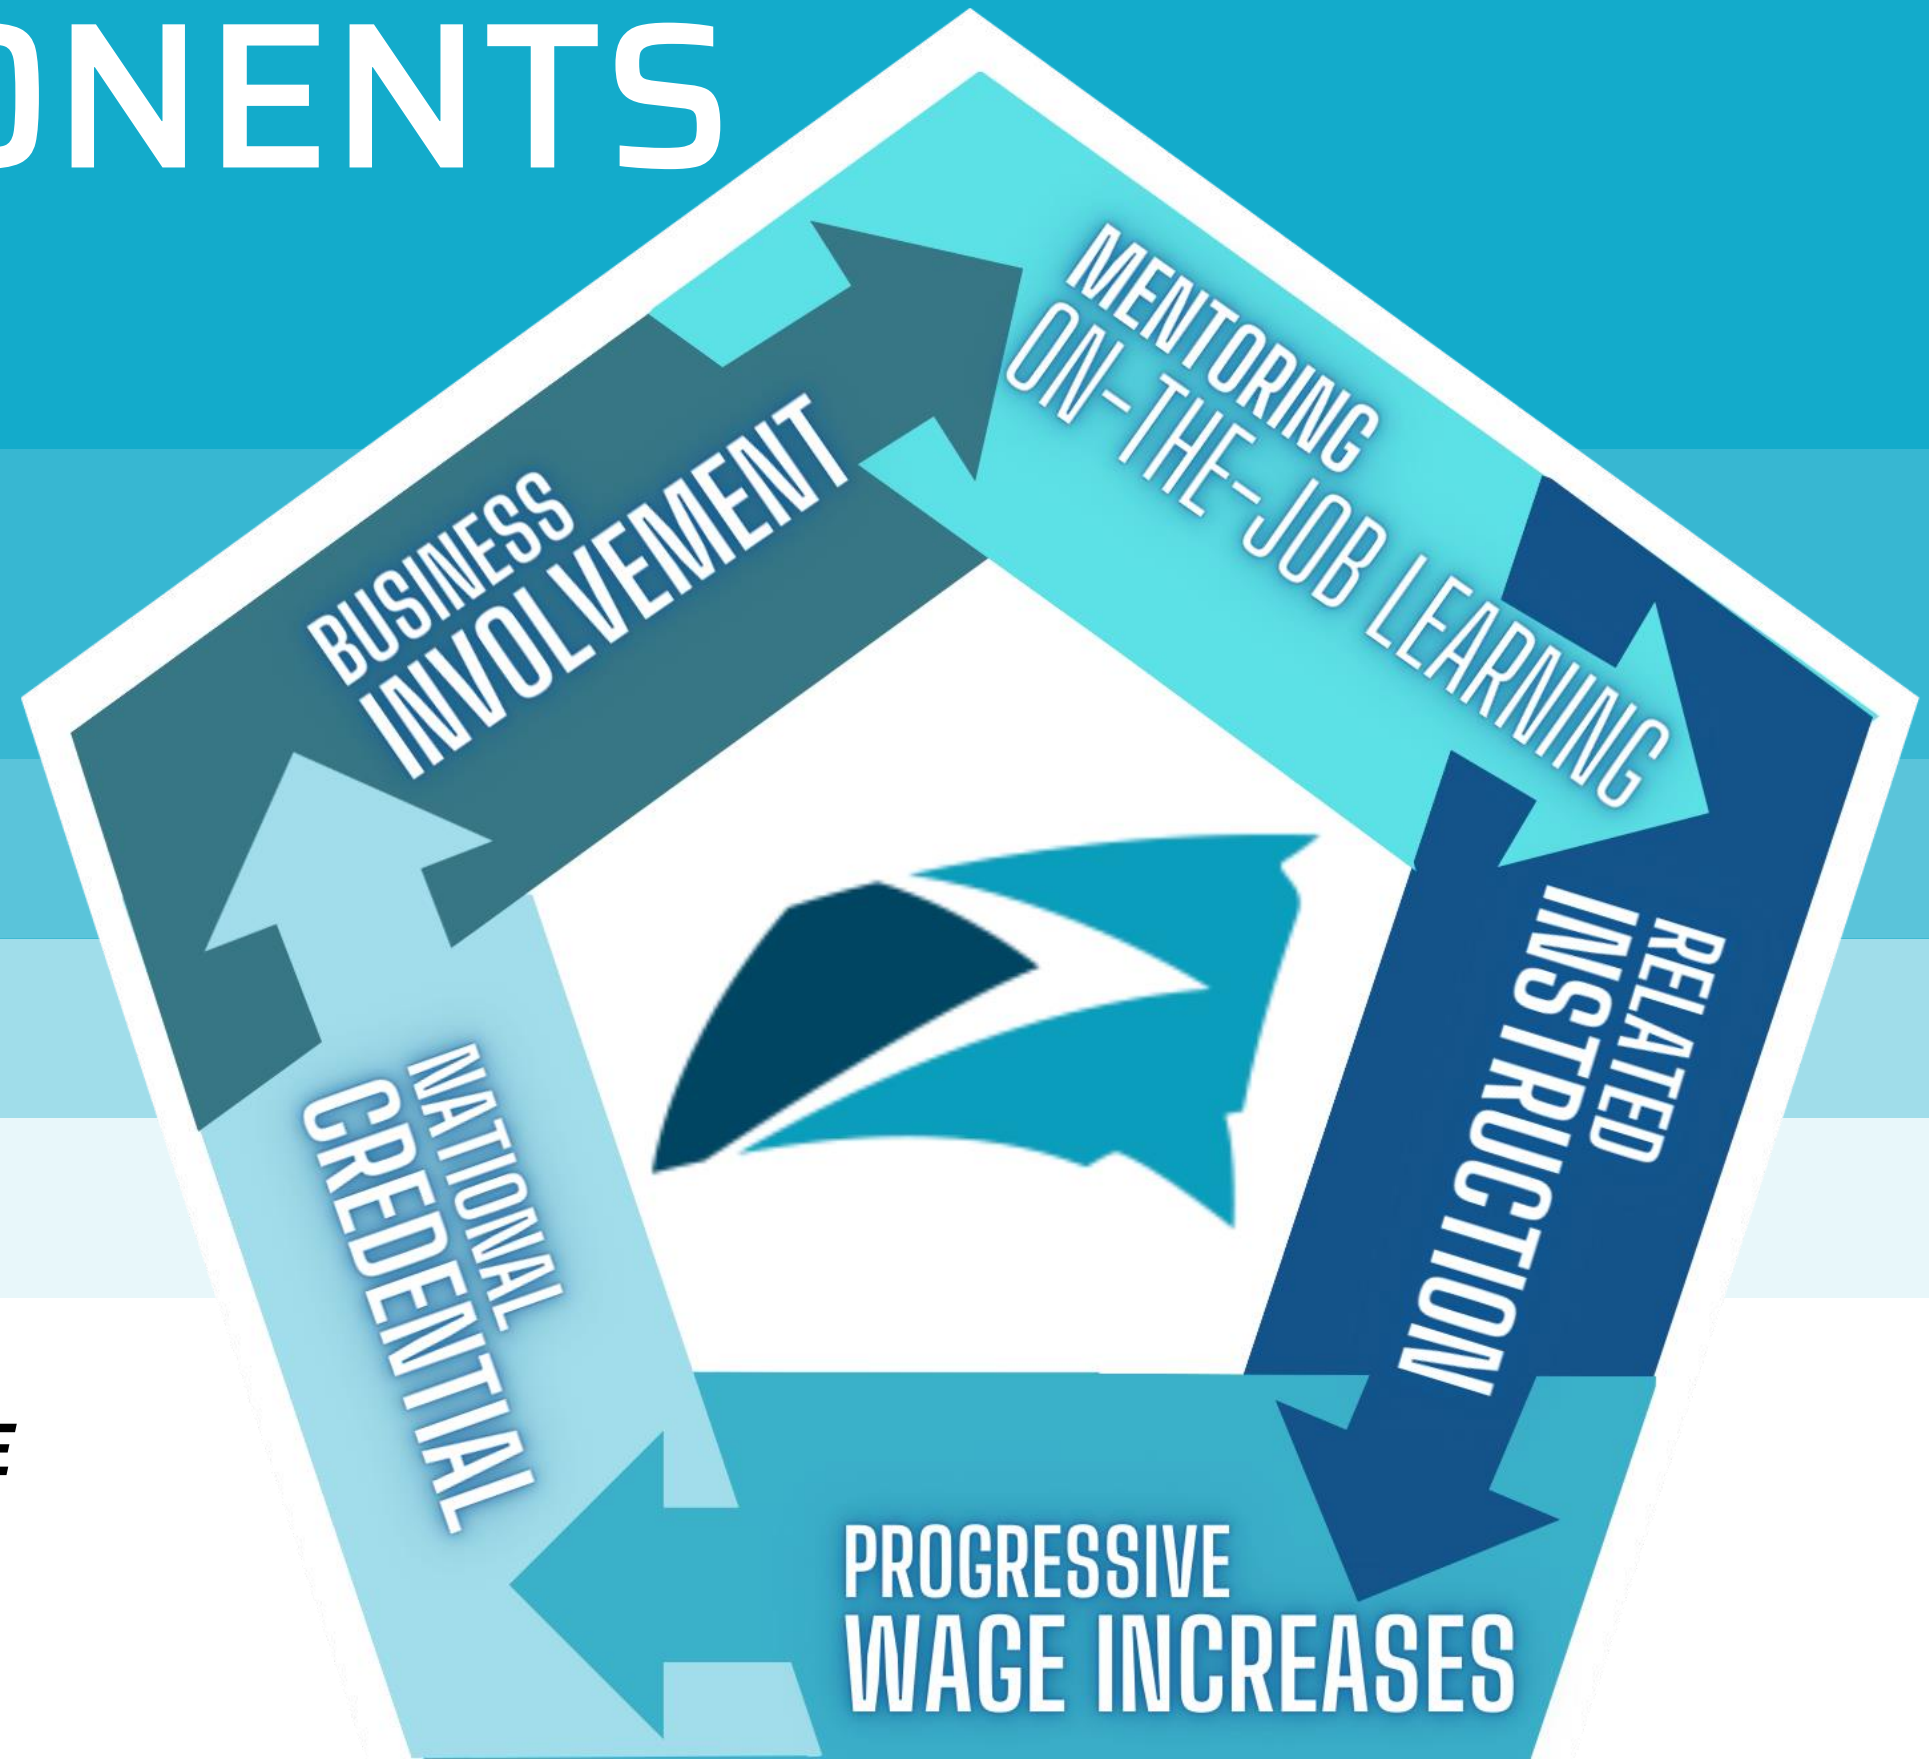 ONENTS
BUSINESS
INVOLVEMENT
MENTORING
ON-THE-JOB LEARNING
RELATED
INSTRUCTION
PROGRESSIVE
WAGE INCREASES
NATIONAL
CREDENTIAL
E